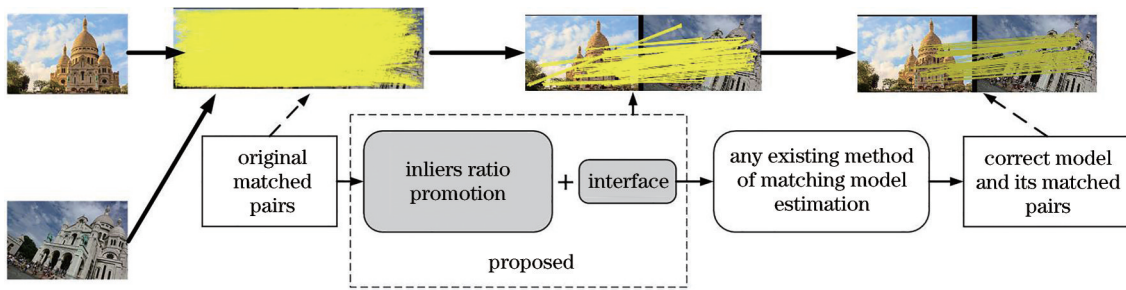 original
matched
pairs
inliers ratio
promotion
+
interface
any existing method
of matching model
estimation
correct model
and its matched
pairs
proposed